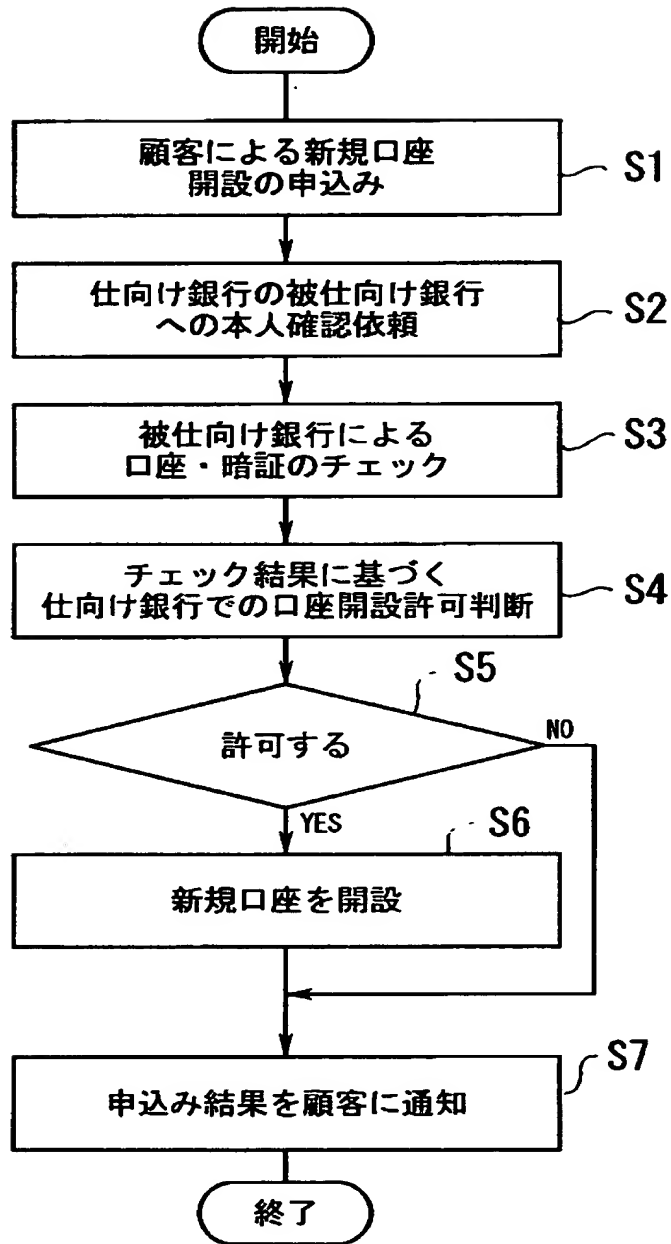 開始
顧客による新規口座
開設の申込み
S1
仕向け銀行の被仕向け銀行
への本人確認依頼
S2
被仕向け銀行による
口座・暗証のチェック
S3
チェック結果に基づく
仕向け銀行での口座開設許可判断
S4
S5
許可する
NO
YES
S6
新規口座を開設
S7
申込み結果を顧客に通知
終了